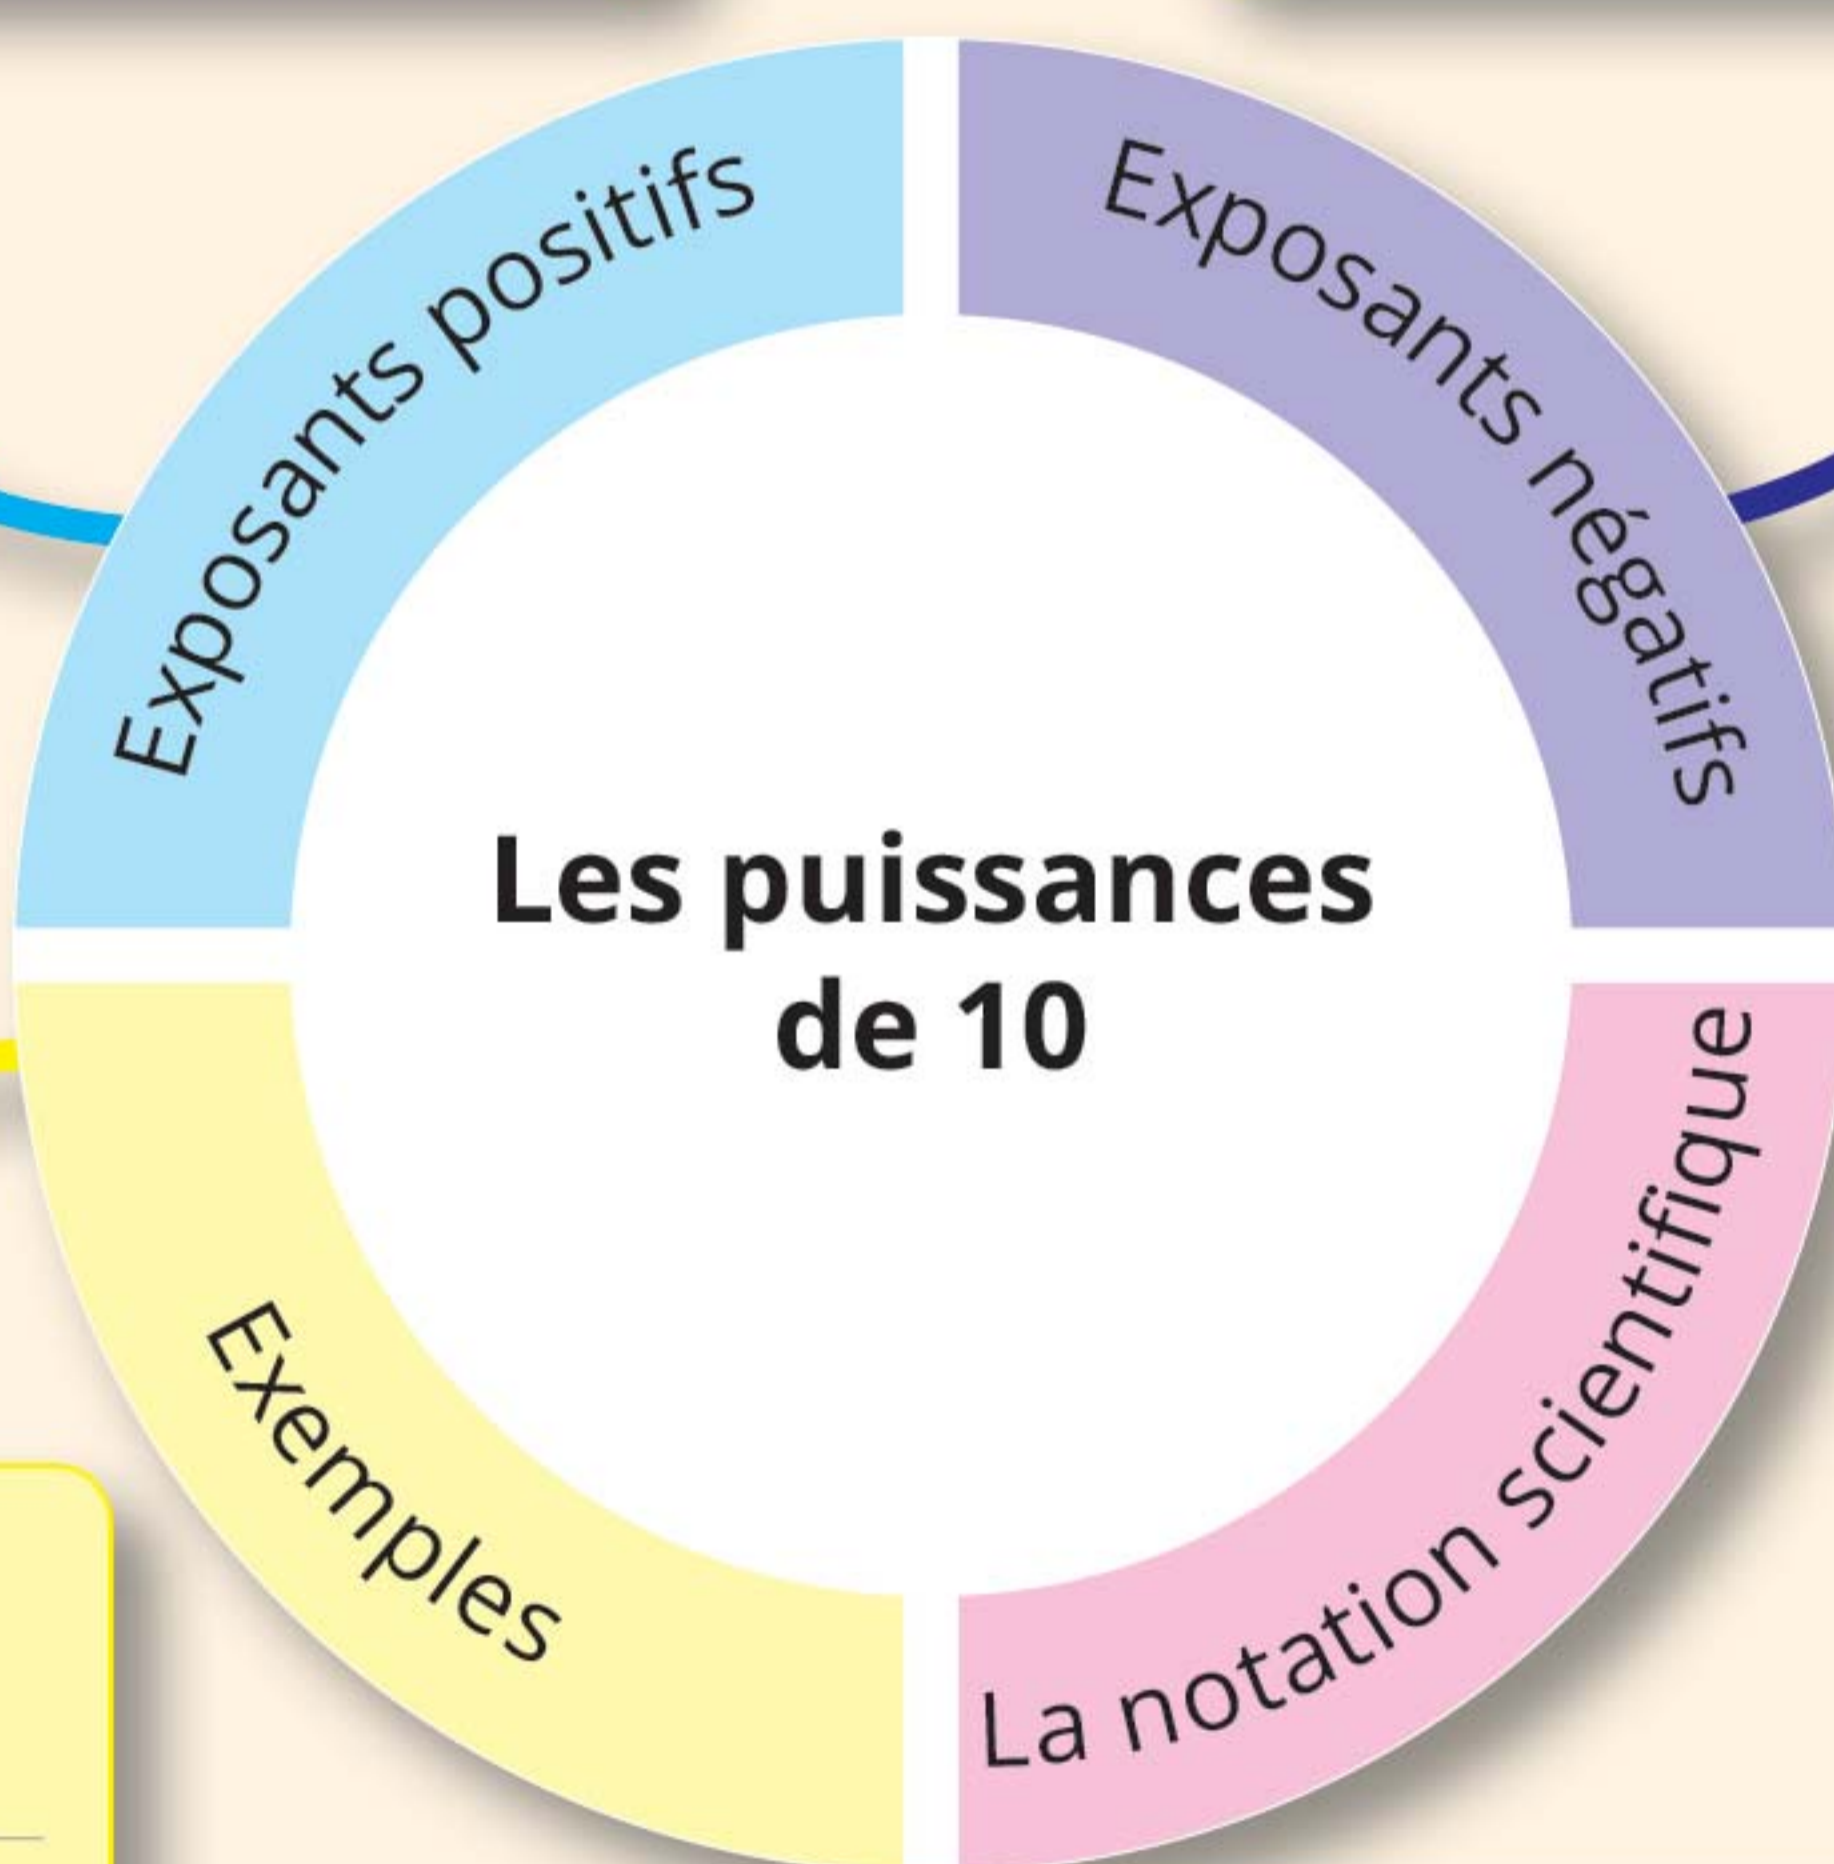 Exposants positifs
Exposants négatifs
Les puissances
de 10
Exemples
La notation scientifique